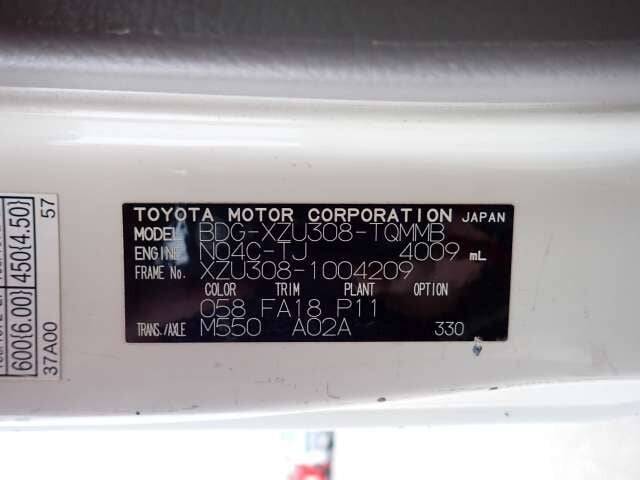 TOYOTA MOTOR CORPORATION JAPAN
MODEL BDG-XZU308-TQMMB
ENGINE N04C-TJ 4009 mL
FRAME No. XZU308-1004209
COLOR TRIM PLANT OPTION
058 FA18 P11
TRANS./AXLE M550 A02A 330
600(6.00) 450{4.50}
37A00 57